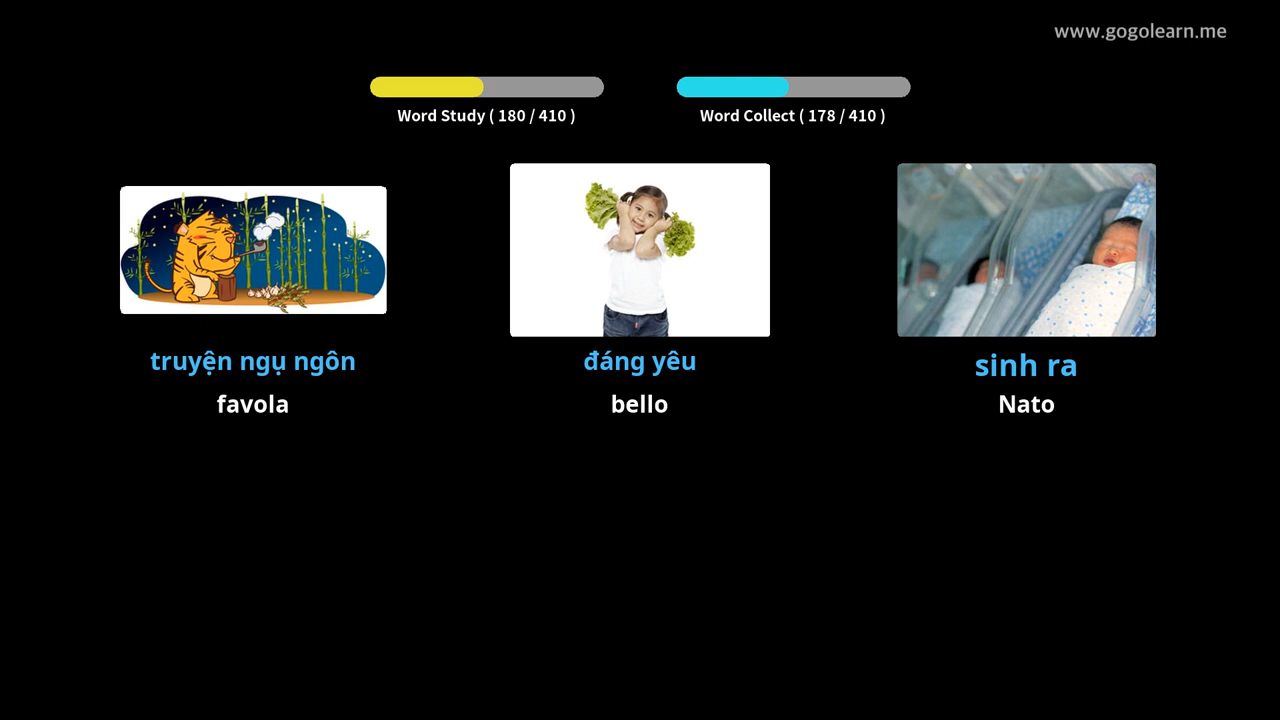 www.gogolearn.me
Word Study ( 180 / 410 )
Word Collect ( 178 / 410 )
truyện ngụ ngôn
đáng yêu
sinh ra
favola
bello
Nato